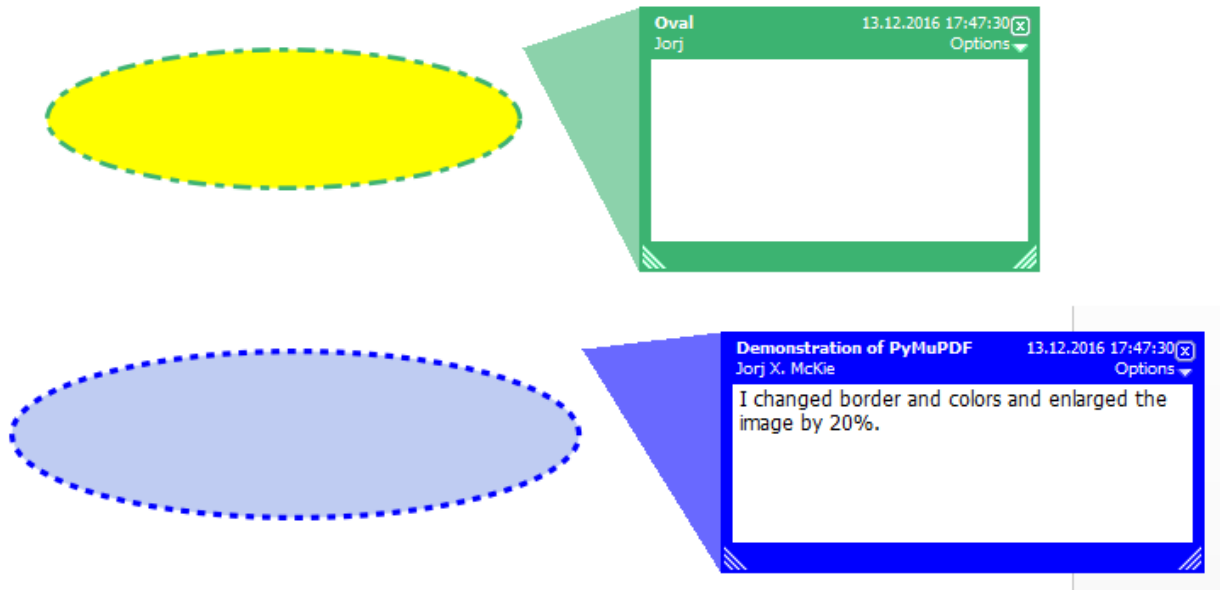 Oval 13.12.2016 17:47:30
Jorj Options
Demonstration of PyMuPDF 13.12.2016 17:47:30
Jorj X. McKie Options
I changed border and colors and enlarged the
image by 20%.